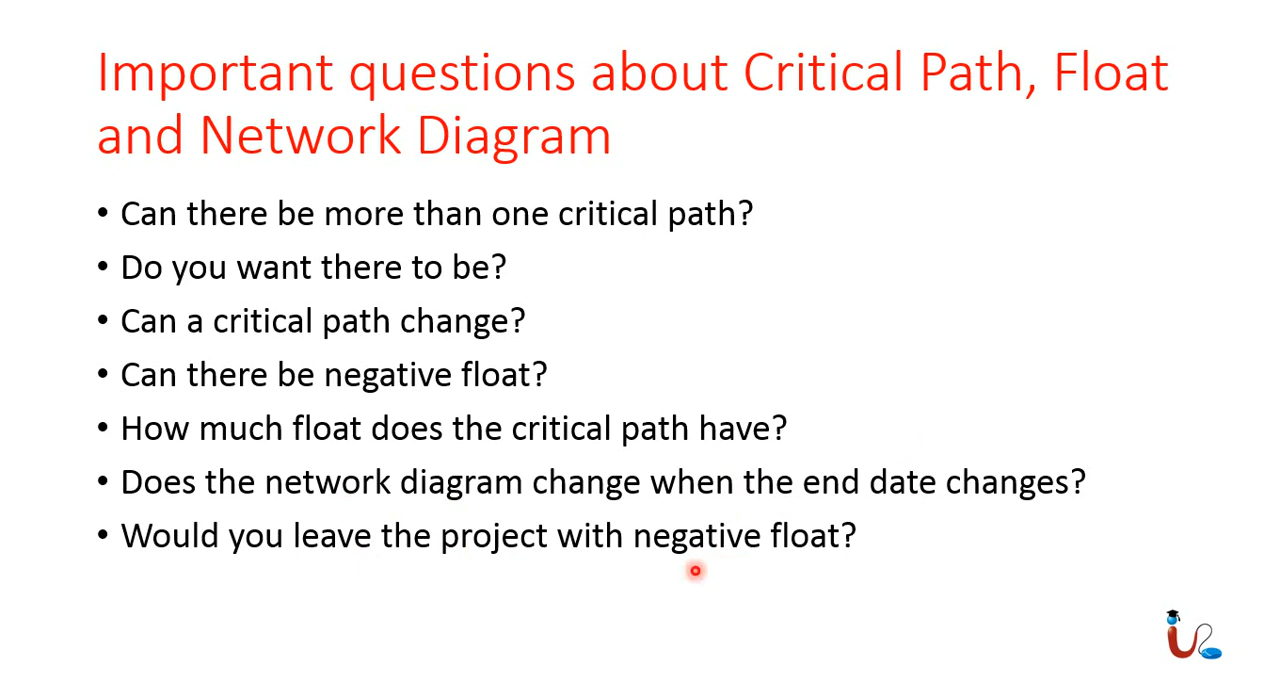 Important questions about Critical Path, Float
and Network Diagram
• Can there be more than one critical path?
• Do you want there to be?
• Can a critical path change?
• Can there be negative float?
• How much float does the critical path have?
• Does the network diagram change when the end date changes?
• Would you leave the project with negative float?